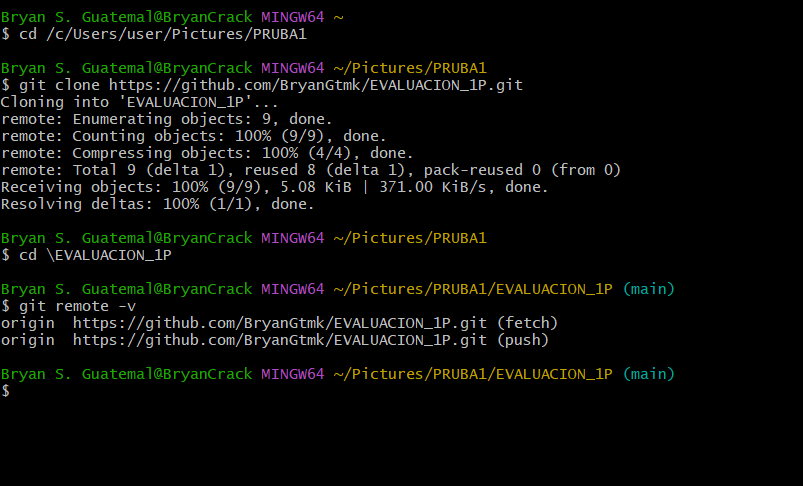 Bryan S. Guatemal@BryanCrack MINGW64 ~
$ cd /c/Users/user/Pictures/PRUBA1
Bryan S. Guatemal@BryanCrack MINGW64 ~/Pictures/PRUBA1
$ git clone https://github.com/BryanGtmk/EVALUACION_1P.git
Cloning into 'EVALUACION_1P'...
remote: Enumerating objects: 9, done.
remote: Counting objects: 100% (9/9), done.
remote: Compressing objects: 100% (4/4), done.
remote: Total 9 (delta 1), reused 8 (delta 1), pack-reused 0 (from 0)
Receiving objects: 100% (9/9), 5.08 KiB | 371.00 KiB/s, done.
Resolving deltas: 100% (1/1), done.
Bryan S. Guatemal@BryanCrack MINGW64 ~/Pictures/PRUBA1
$ cd \EVALUACION_1P
Bryan S. Guatemal@BryanCrack MINGW64 ~/Pictures/PRUBA1/EVALUACION_1P (main)
$ git remote -v
origin  https://github.com/BryanGtmk/EVALUACION_1P.git (fetch)
origin  https://github.com/BryanGtmk/EVALUACION_1P.git (push)
Bryan S. Guatemal@BryanCrack MINGW64 ~/Pictures/PRUBA1/EVALUACION_1P (main)
$